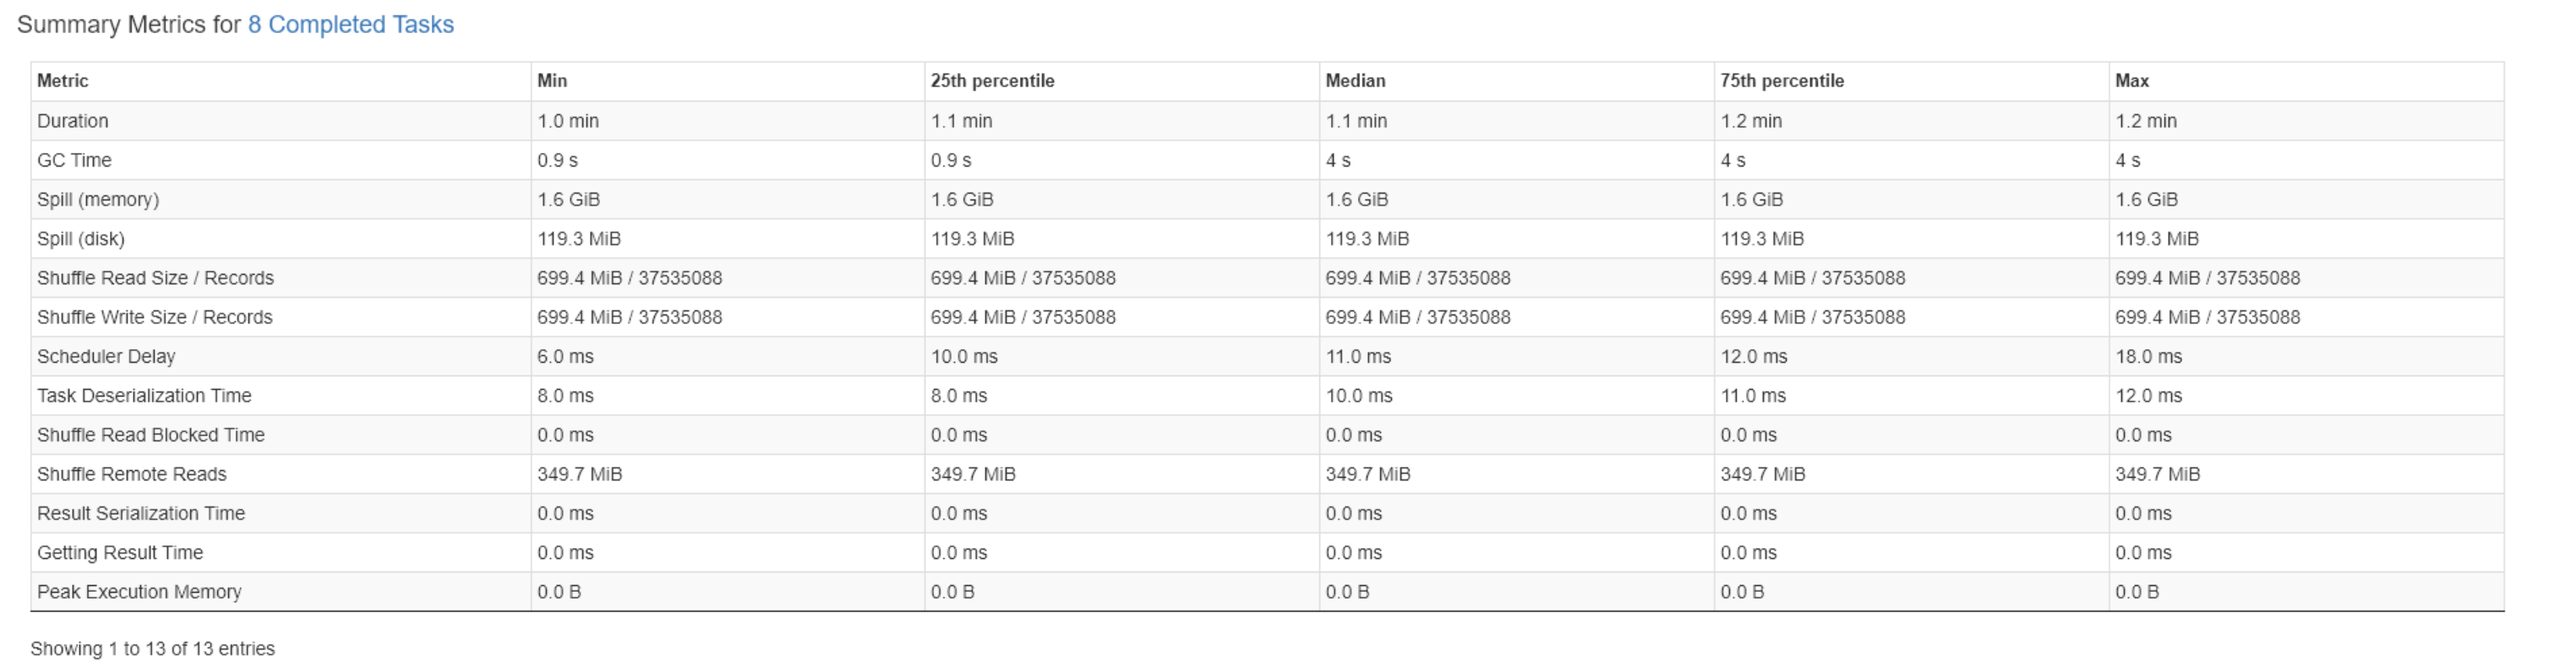 Summary Metrics for 8 Completed Tasks
Metric Min 25th percentile Median 75th percentile Max
Duration 1.0 min 1.1 min 1.1 min 1.2 min 1.2 min
GC Time 0.9 s 0.9 s 4 s 4 s 4 s
Spill (memory) 1.6 GiB 1.6 GiB 1.6 GiB 1.6 GiB 1.6 GiB
Spill (disk) 119.3 MiB 119.3 MiB 119.3 MiB 119.3 MiB 119.3 MiB
Shuffle Read Size / Records 699.4 MiB / 37535088 699.4 MiB / 37535088 699.4 MiB / 37535088 699.4 MiB / 37535088 699.4 MiB / 37535088
Shuffle Write Size / Records 699.4 MiB / 37535088 699.4 MiB / 37535088 699.4 MiB / 37535088 699.4 MiB / 37535088 699.4 MiB / 37535088
Scheduler Delay 6.0 ms 10.0 ms 11.0 ms 12.0 ms 18.0 ms
Task Deserialization Time 8.0 ms 8.0 ms 10.0 ms 11.0 ms 12.0 ms
Shuffle Read Blocked Time 0.0 ms 0.0 ms 0.0 ms 0.0 ms 0.0 ms
Shuffle Remote Reads 349.7 MiB 349.7 MiB 349.7 MiB 349.7 MiB 349.7 MiB
Result Serialization Time 0.0 ms 0.0 ms 0.0 ms 0.0 ms 0.0 ms
Getting Result Time 0.0 ms 0.0 ms 0.0 ms 0.0 ms 0.0 ms
Peak Execution Memory 0.0 B 0.0 B 0.0 B 0.0 B 0.0 B
Showing 1 to 13 of 13 entries